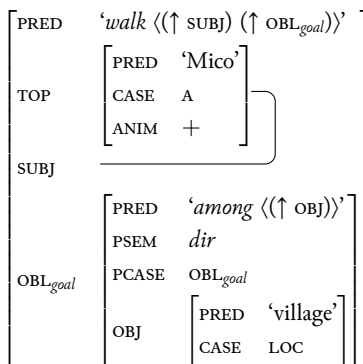 PRED ‘walk ⟨(↑ SUBJ) (↑ OBLgoal)⟩’
PRED ‘Mico’
TOP CASE A
ANIM +
SUBJ
PRED ‘among ⟨(↑ OBJ)⟩’
PSEM dir
OBLgoal PCASE OBLgoal
PRED ‘village’
OBJ
CASE LOC